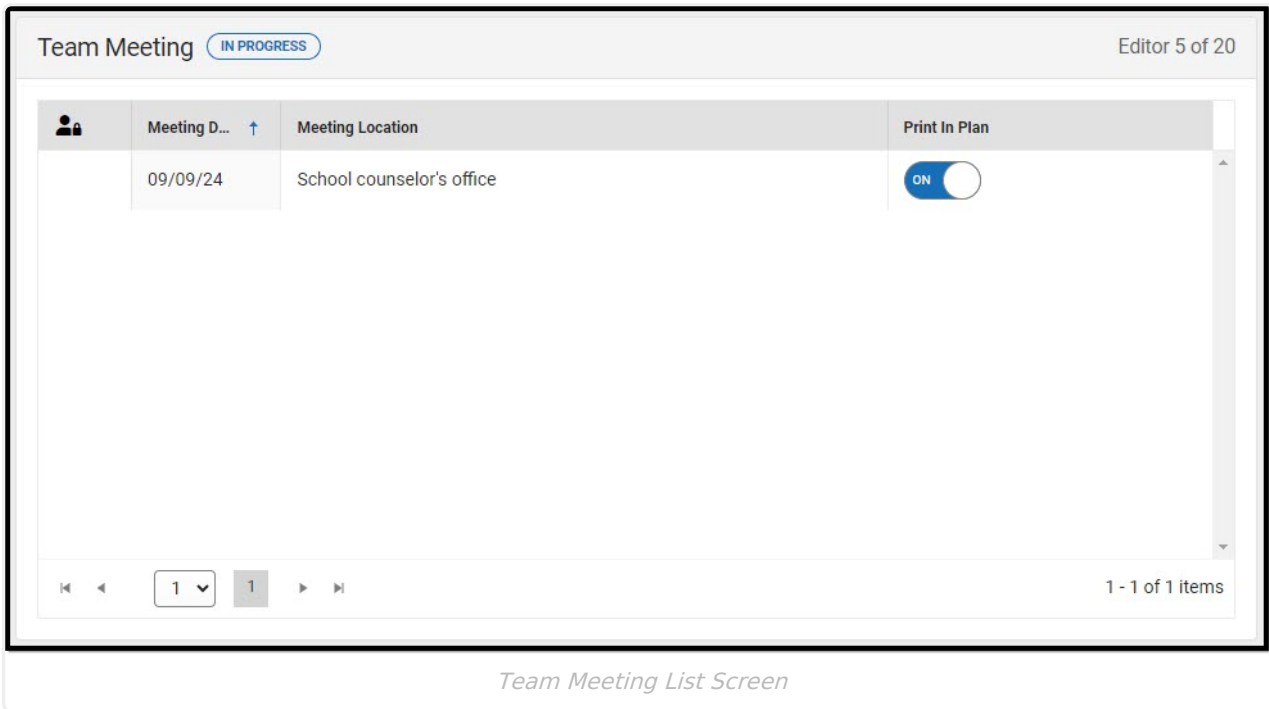 Team Meeting IN PROGRESS Editor 5 of 20
Meeting D... Meeting Location Print In Plan
09/09/24 School counselor's office ON
1 1 1 - 1 of 1 items
Team Meeting List Screen